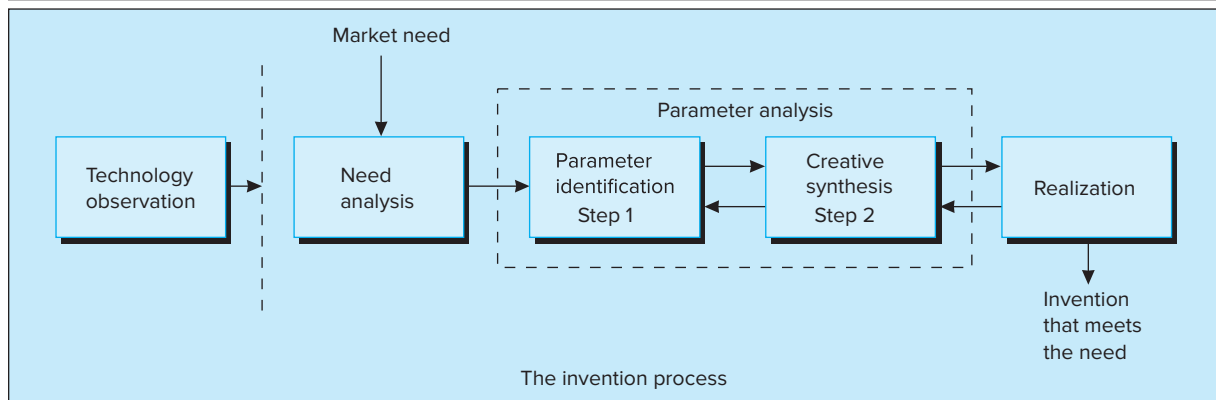 Market need
Parameter analysis
Technology
observation
Need
analysis
Parameter
identification
Step 1
Creative
synthesis
Step 2
Realization
Invention
that meets
the need
The invention process